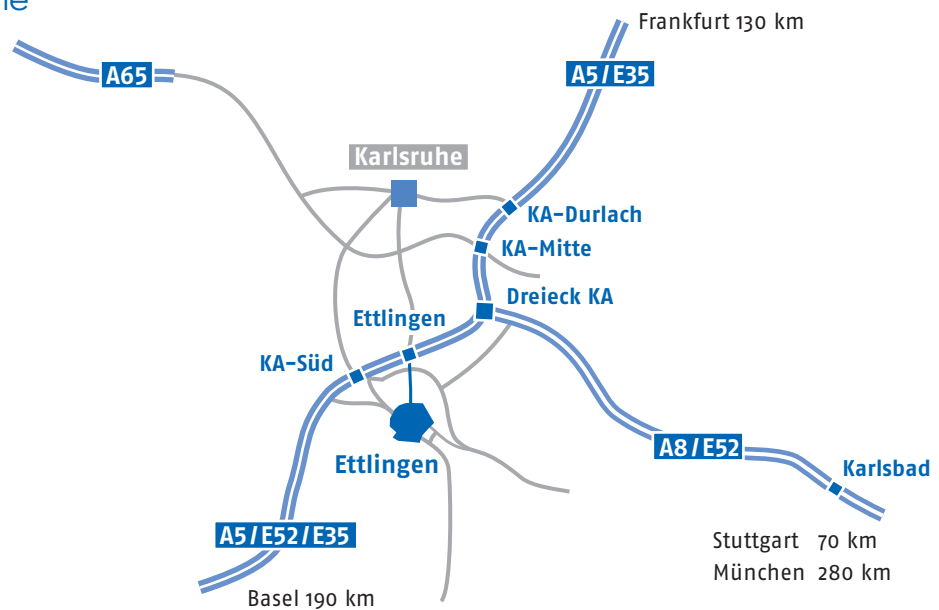 Frankfurt 130 km
A65
A5/E35
Karlsruhe
KA-Durlach
KA-Mitte
Dreieck KA
Ettlingen
KA-Süd
A8/E52
Ettlingen
Karlsbad
A5/E52/E35
Stuttgart 70 km
München 280 km
Basel 190 km